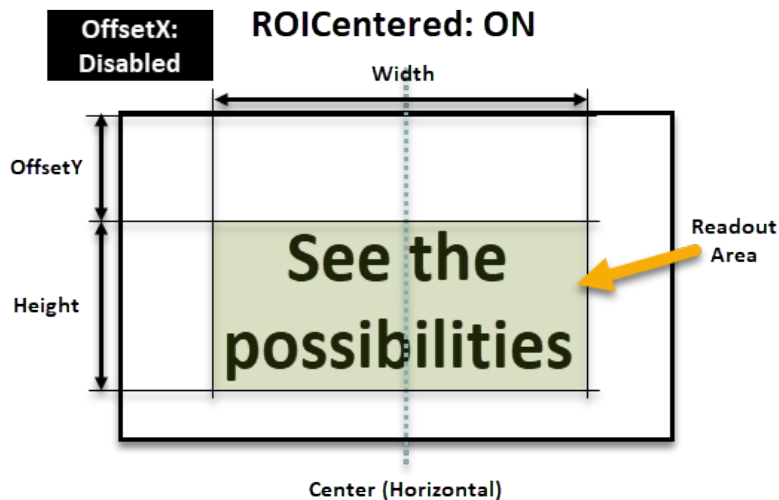 OffsetX:
Disabled
ROICentered: ON
Width
OffsetY
See the
possibilities
Readout
Area
Height
Center (Horizontal)